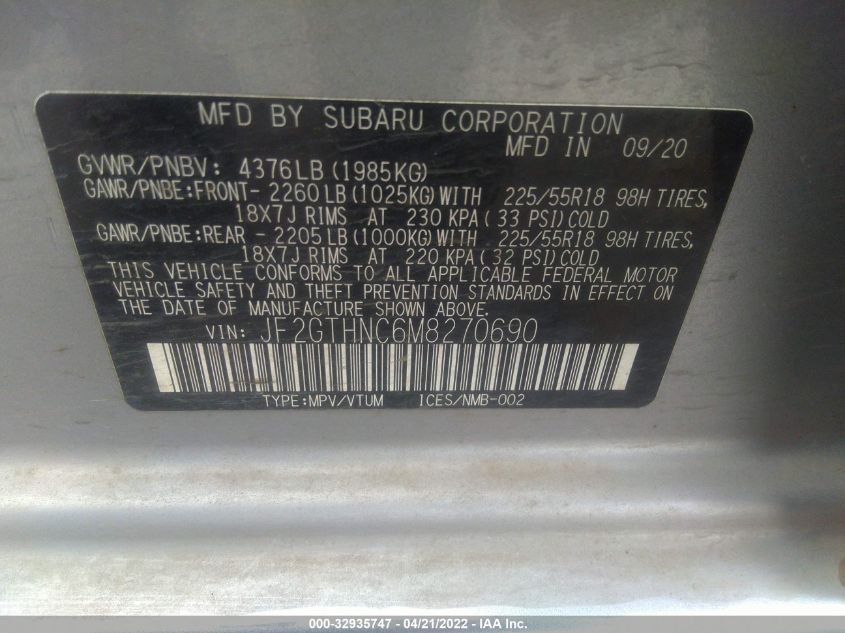 MFD BY SUBARU CORPORATION
MFD IN 09/20
GVWR/PNBV: 4376LB (1985KG)
GAWR/PNBE:FRONT- 2260LB (1025KG) WITH 225/55R18 98H TIRES,
18X7J RIMS AT 230 KPA ( 33 PSI) COLD
GAWR/PNBE:REAR - 2205LB (1000KG) WITH 225/55R18 98H TIRES,
18X7J RIMS AT 220 KPA ( 32 PSI) COLD
THIS VEHICLE CONFORMS TO ALL APPLICABLE FEDERAL MOTOR
VEHICLE SAFETY AND THEFT PREVENTION STANDARDS IN EFFECT ON
THE DATE OF MANUFACTURE SHOWN ABOVE.
VIN: JF2GTHNC6M8270690
TYPE:MPV/VTUM ICES/NMB-002
000-32935747 - 04/21/2022 - IAA Inc.